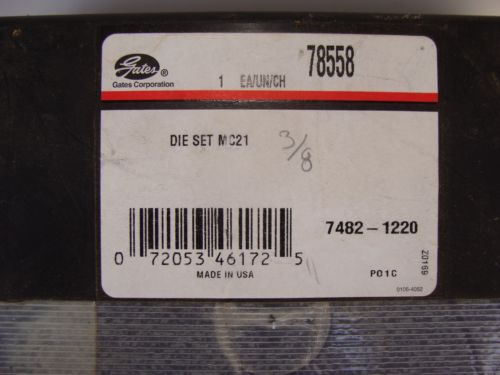 Gates®
Gates Corporation
78558
1 EA/UN/CH
DIE SET MC21
3/8
7482-1220
0 72053 46172 5
MADE IN USA
P01C
Z0169
0106-4052